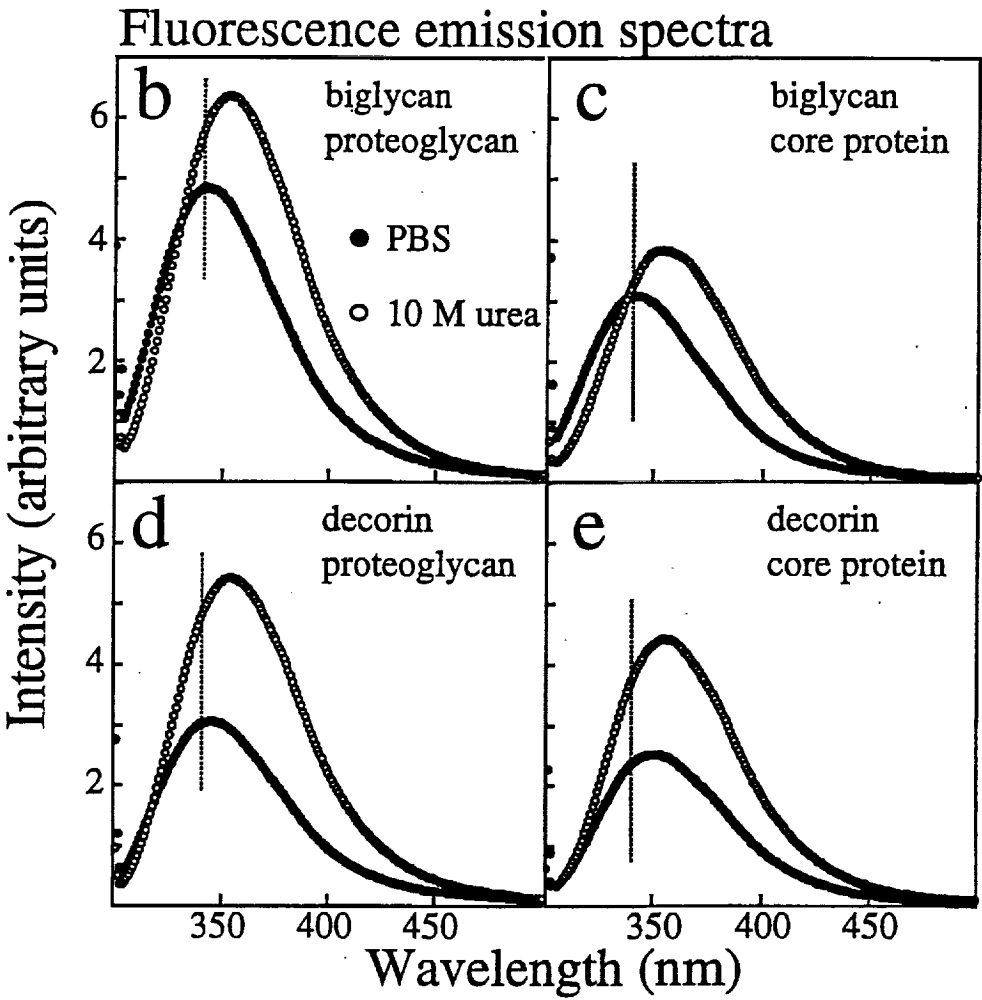 Fluorescence emission spectra
b
biglycan
proteoglycan
PBS
10 M urea
c
biglycan
core protein
6
4
2
d
decorin
proteoglycan
e
decorin
core protein
6
4
2
350
400
450
350
400
450
Intensity (arbitrary units)
Wavelength (nm)